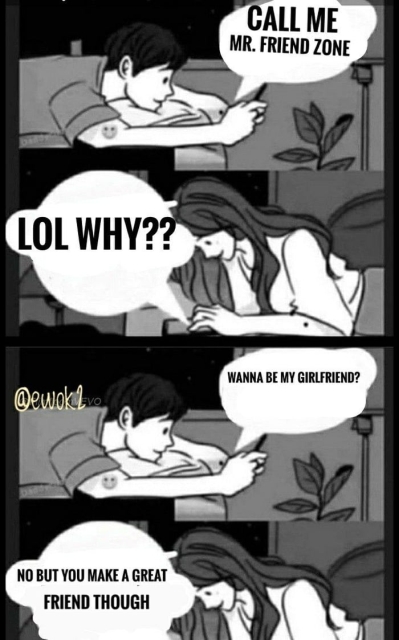 CALL ME
MR. FRIEND ZONE
LOL WHY??
WANNA BE MY GIRLFRIEND?
@ewok2
NO BUT YOU MAKE A GREAT
FRIEND THOUGH